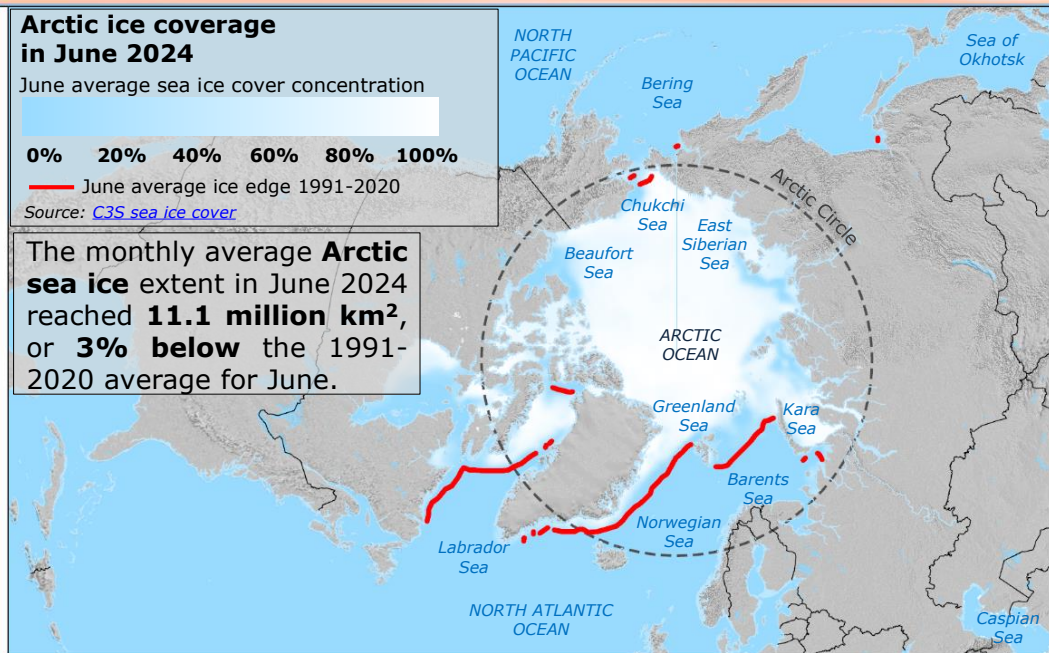 Arctic ice coverage
in June 2024
June average sea ice cover concentration
0% 20% 40% 60% 80% 100%
June average ice edge 1991-2020
Source: C3S sea ice cover
The monthly average Arctic
sea ice extent in June 2024
reached 11.1 million km²,
or 3% below the 1991-
2020 average for June.
NORTH
PACIFIC
OCEAN
Sea of
Okhotsk
Bering
Sea
Arctic Circle
Chukchi
Sea
East
Siberian
Sea
Beaufort
Sea
ARCTIC
OCEAN
Greenland
Sea
Kara
Sea
Barents
Sea
Norwegian
Sea
Labrador
Sea
NORTH ATLANTIC
OCEAN
Caspian
Sea